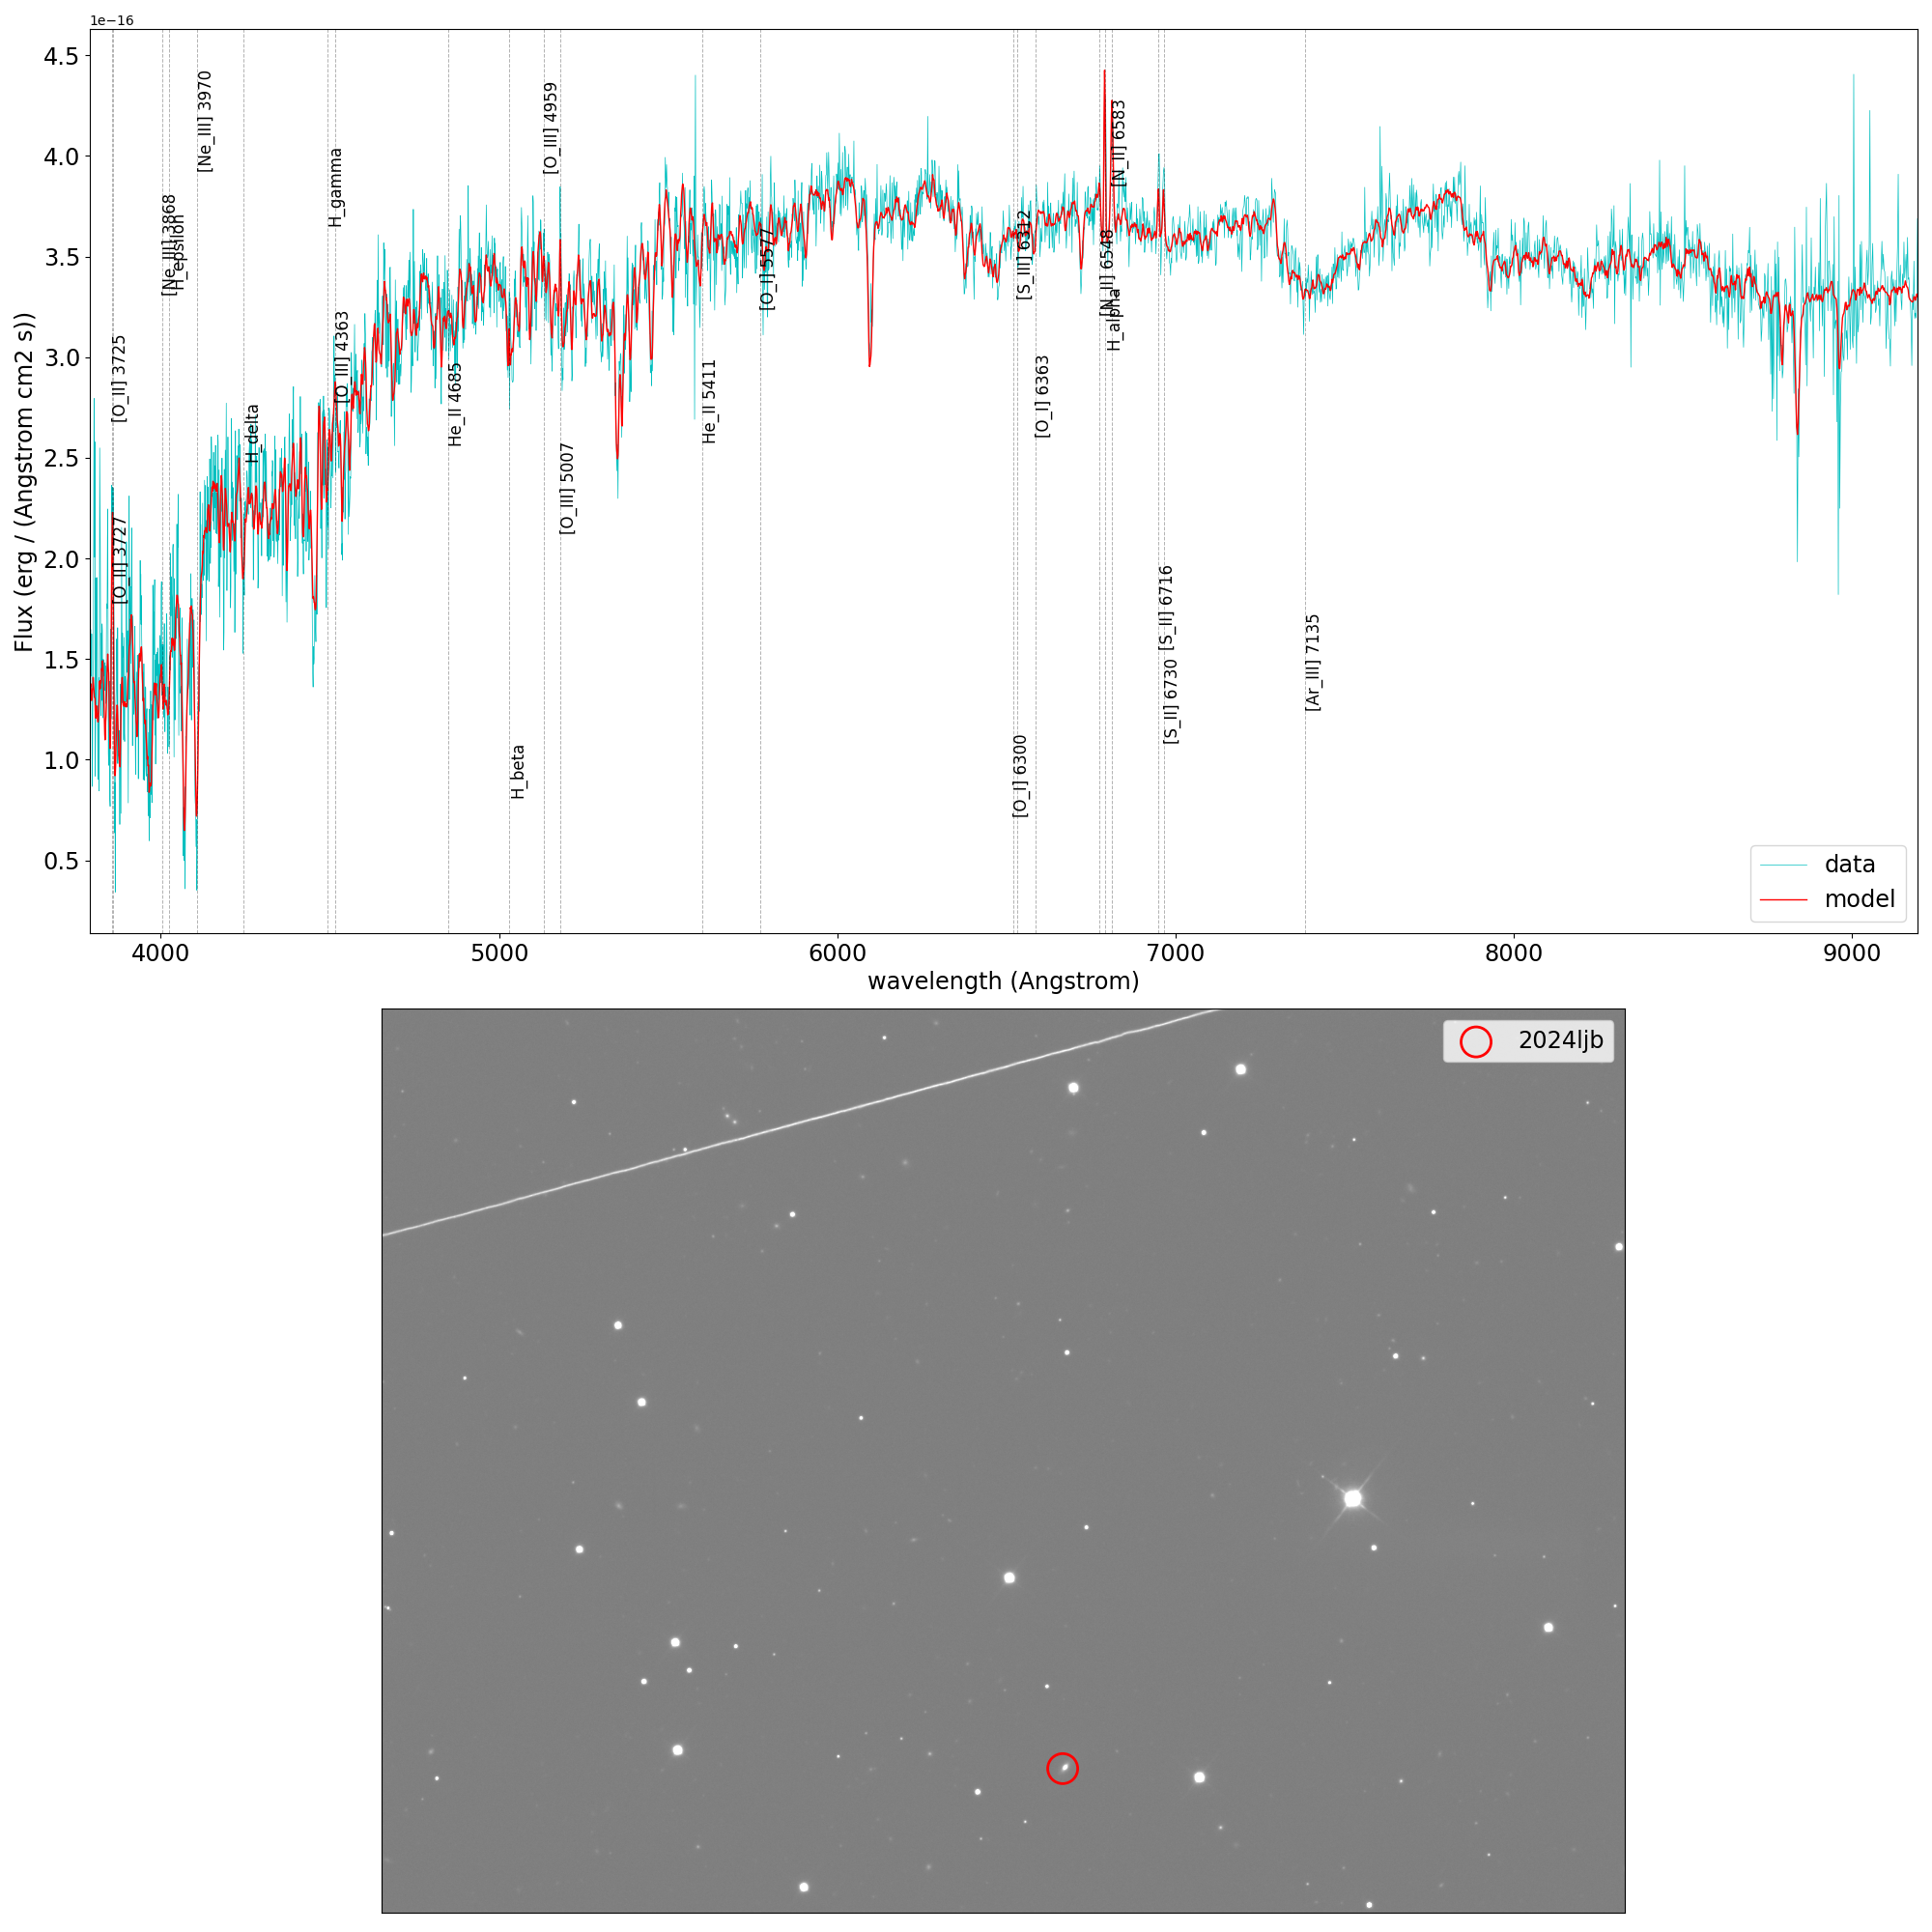 1e−16
4.5
4.0
3.5
3.0
2.5
2.0
1.5
1.0
0.5
Flux (erg / (Angstrom cm2 s))
[O_II] 3725
[O_II] 3727
[Ne_III] 3868
H_epsilon
[Ne_III] 3970
H_delta
H_gamma
[O_III] 4363
He_II 4685
H_beta
[O_III] 4959
[O_III] 5007
He_II 5411
[O_I] 5577
[O_I] 6300
[S_III] 6312
[O_I] 6363
[N_II] 6548
H_alpha
[N_II] 6583
[S_II] 6716
[S_II] 6730
[Ar_III] 7135
data
model
4000
5000
6000
7000
8000
9000
wavelength (Angstrom)
2024ljb